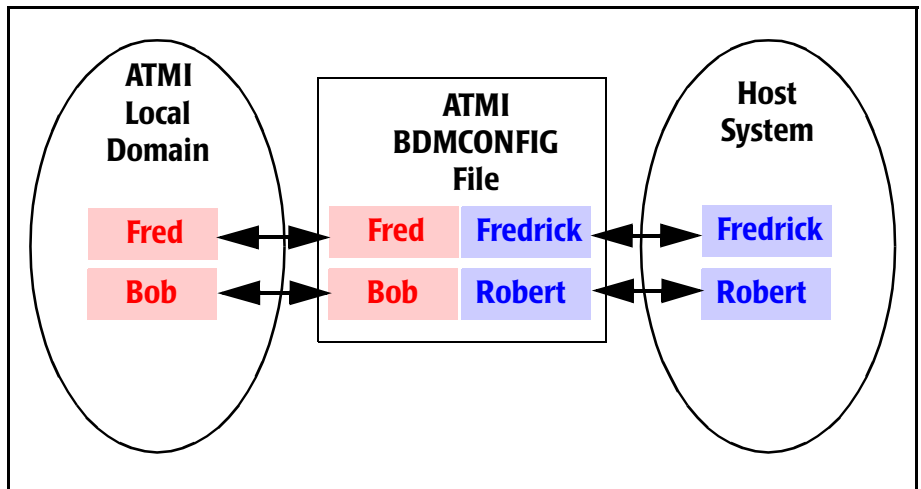 ATMI
Local
Domain
Fred
Bob
ATMI
BDMCONFIG
File
Fred Fredrick
Bob Robert
Host
System
Fredrick
Robert